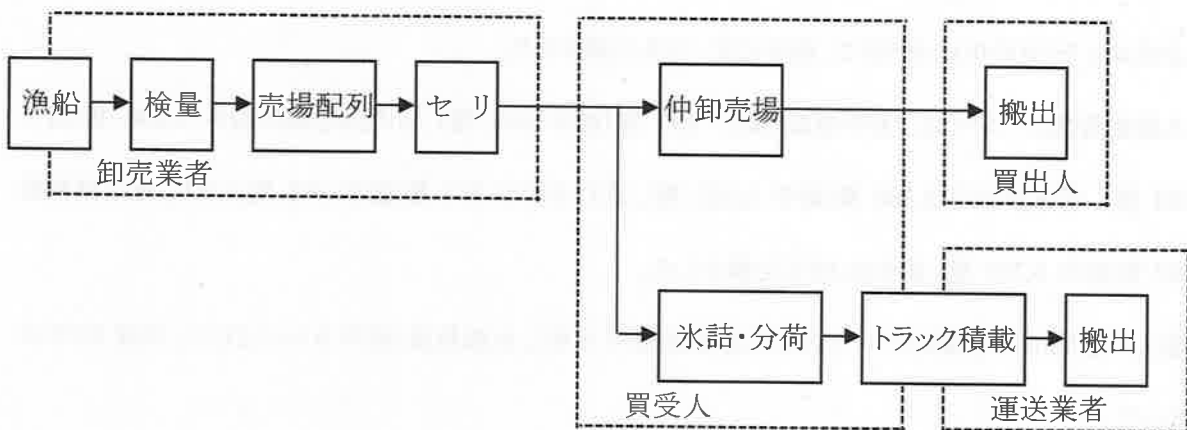 漁船
検量
売場配列
セリ
卸売業者
仲卸売場
搬出
買出人
氷詰・分荷
トラック積載
搬出
買受人
運送業者